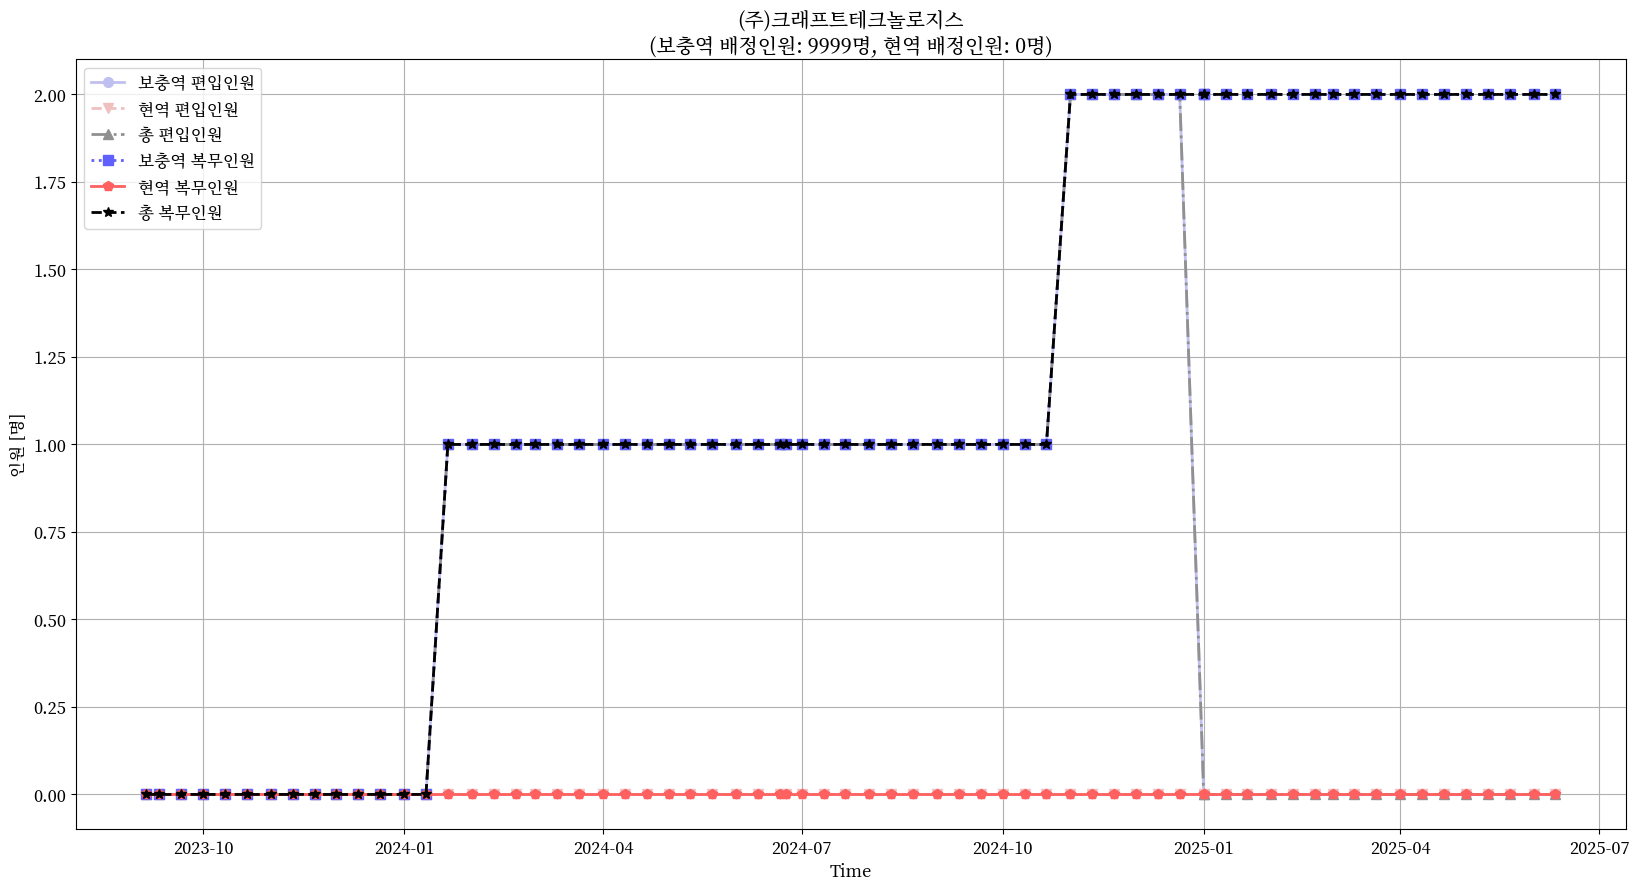 (주)크래프트테크놀로지스
(보충역 배정인원: 9999명, 현역 배정인원: 0명)
보충역 편입인원
현역 편입인원
총 편입인원
보충역 복무인원
현역 복무인원
총 복무인원
2.00
1.75
1.50
1.25
1.00
0.75
0.50
0.25
0.00
인원 [명]
2023-10
2024-01
2024-04
2024-07
2024-10
2025-01
2025-04
2025-07
Time